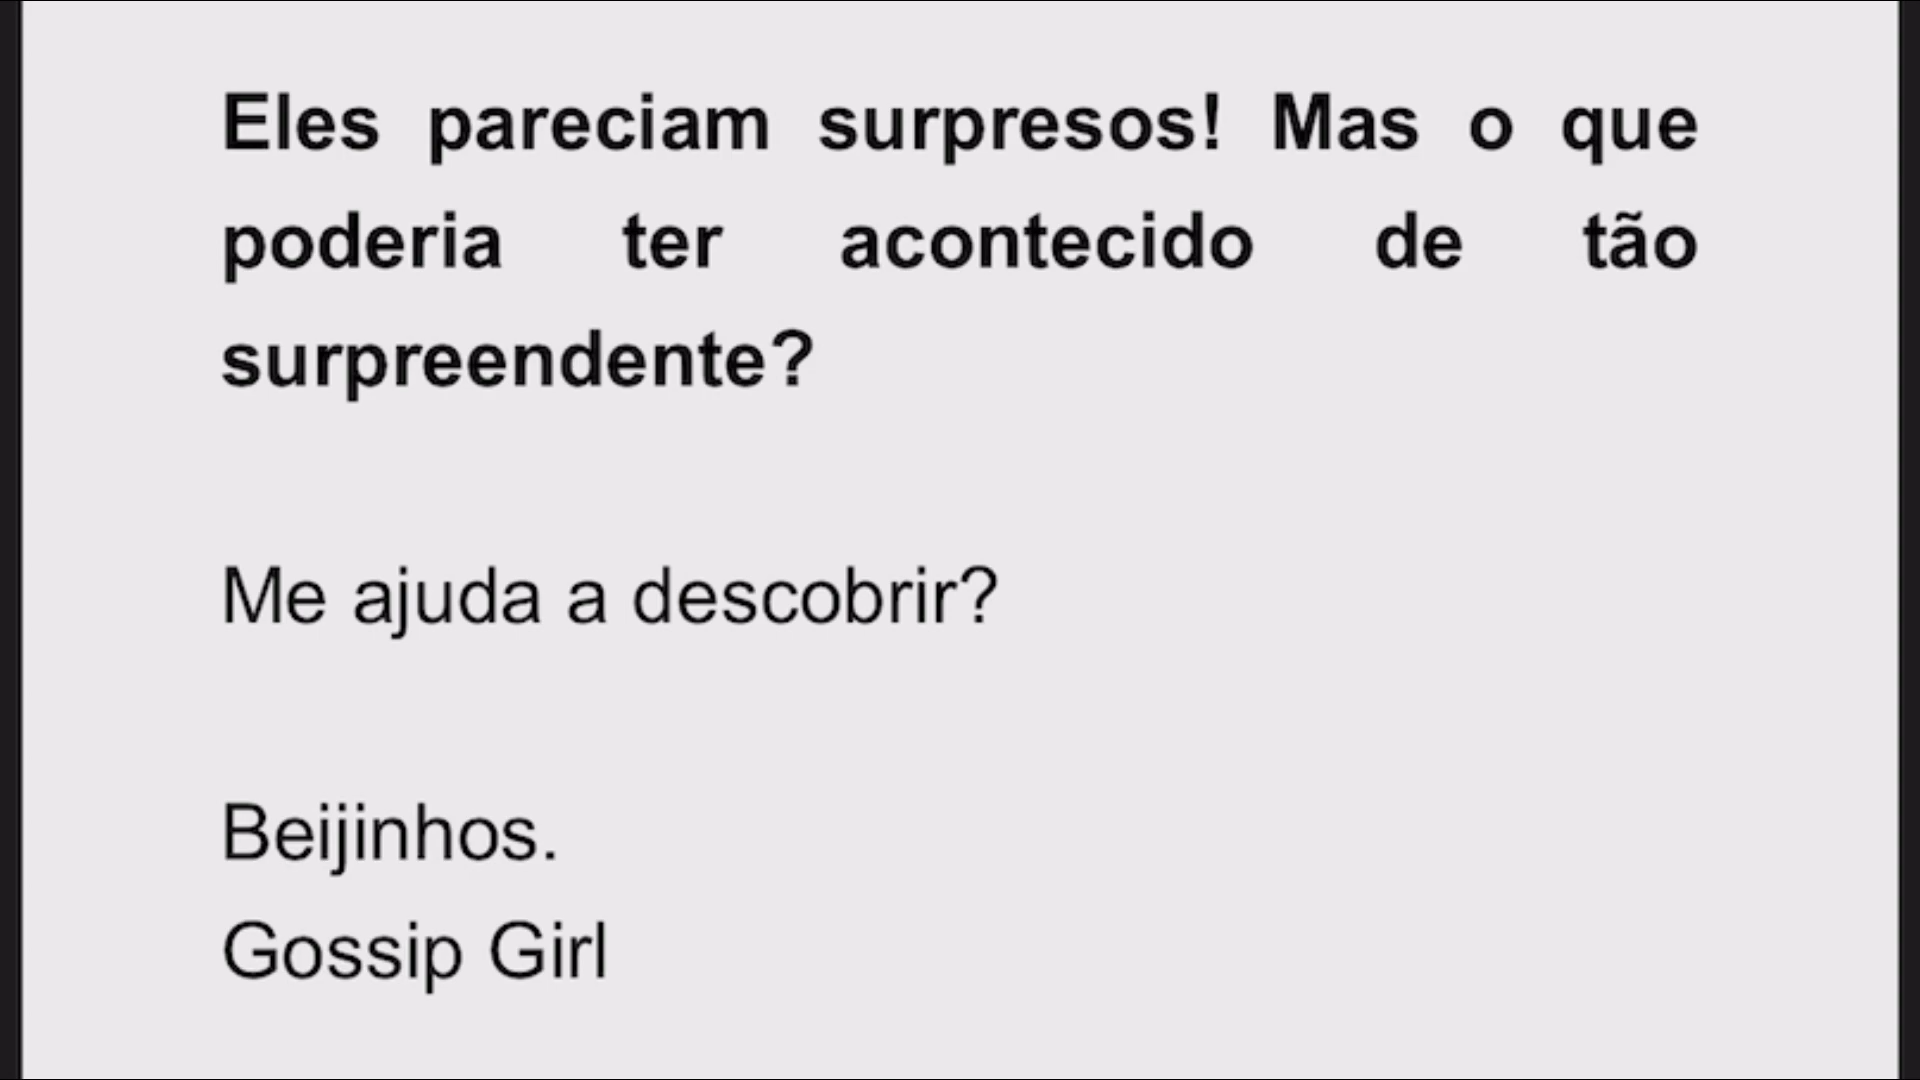 Eles pareciam surpresos! Mas o que
poderia ter acontecido de tão
surpreendente?
Me ajuda a descobrir?
Beijinhos.
Gossip Girl